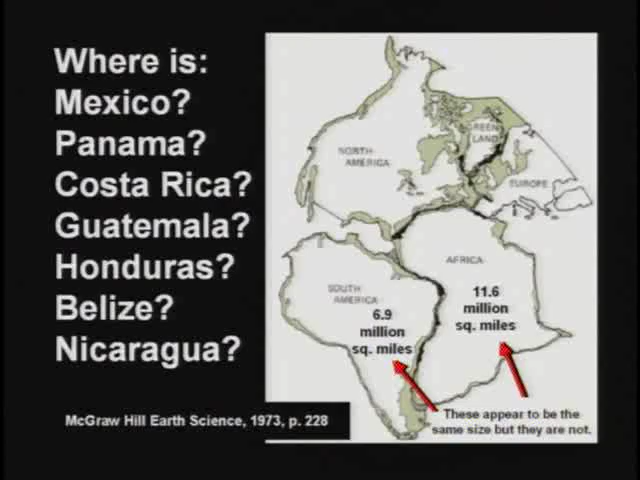 Where is:
Mexico?
Panama?
Costa Rica?
Guatemala?
Honduras?
Belize?
Nicaragua?
McGraw Hill Earth Science, 1973, p. 228
NORTH
AMERICA
GREEN
LAND
EUROPE
AFRICA
SOUTH
AMERICA
6.9
million
sq. miles
11.6
million
sq. miles
These appear to be the
same size but they are not.